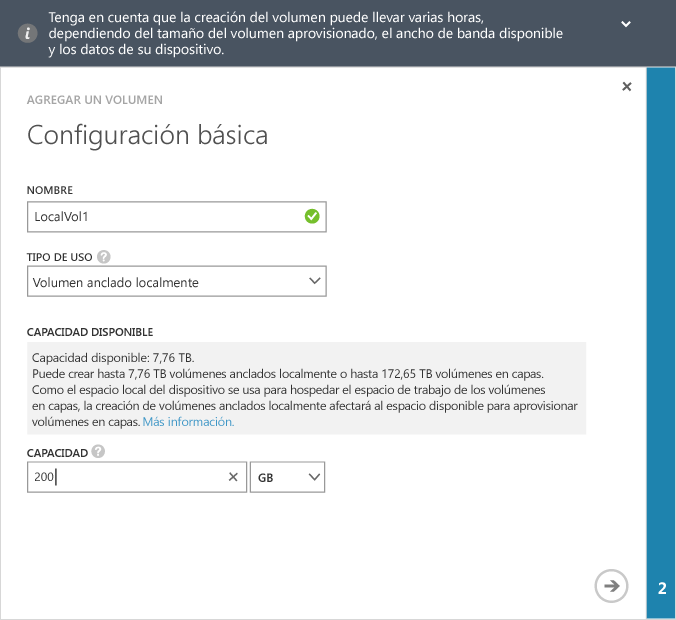 Tenga en cuenta que la creación del volumen puede llevar varias horas,
dependiendo del tamaño del volumen aprovisionado, el ancho de banda disponible
y los datos de su dispositivo.
AGREGAR UN VOLUMEN
Configuración básica
NOMBRE
LocalVol1
TIPO DE USO ?
Volumen anclado localmente
CAPACIDAD DISPONIBLE
Capacidad disponible: 7,76 TB.
Puede crear hasta 7,76 TB volúmenes anclados localmente o hasta 172,65 TB volúmenes en capas.
Como el espacio local del dispositivo se usa para hospedar el espacio de trabajo de los volúmenes
en capas, la creación de volúmenes anclados localmente afectará al espacio disponible para aprovisionar
volúmenes en capas. Más información.
CAPACIDAD ?
200 GB
2